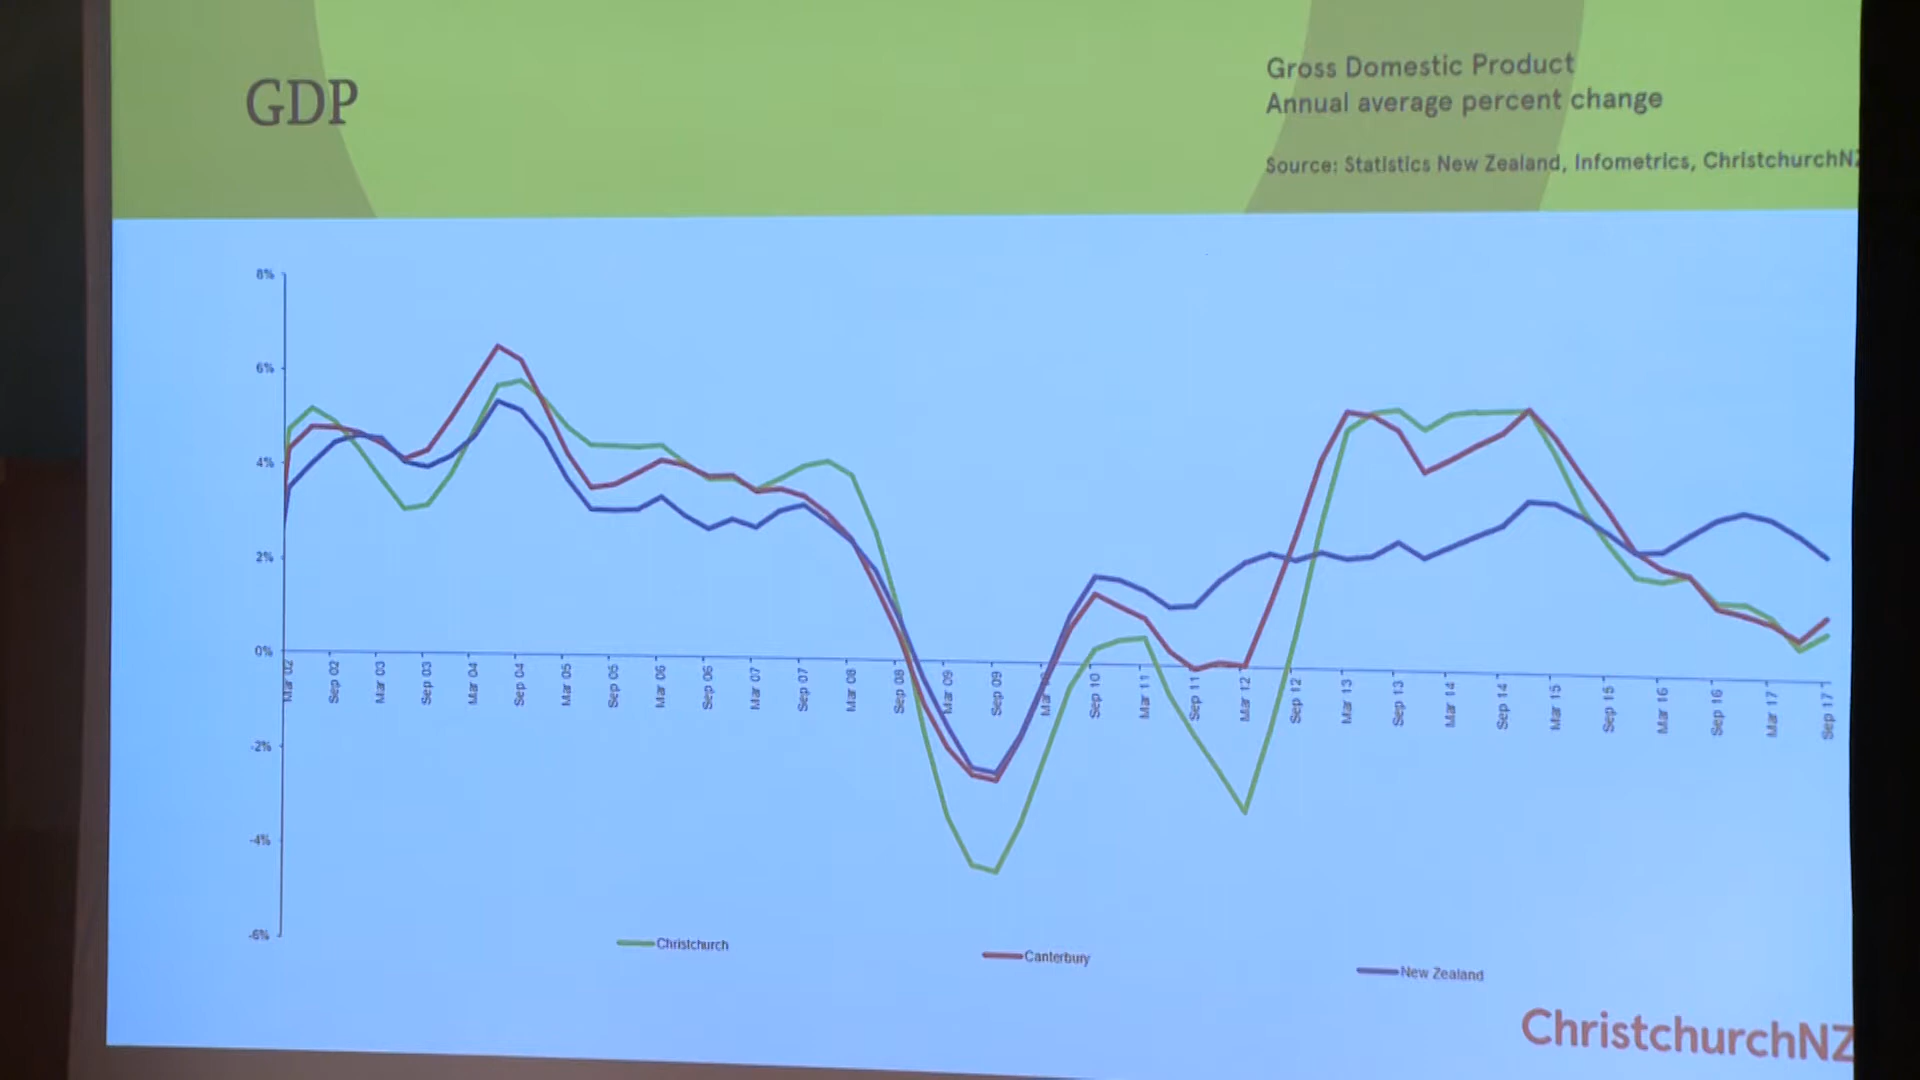 GDP
Gross Domestic Product
Annual average percent change
Source: Statistics New Zealand, Infometrics, ChristchurchNZ
8%
6%
4%
2%
0%
-2%
-4%
-6%
Mar 02
Sep 02
Mar 03
Sep 03
Mar 04
Sep 04
Mar 05
Sep 05
Mar 06
Sep 06
Mar 07
Sep 07
Mar 08
Sep 08
Mar 09
Sep 09
Mar
Sep 10
Mar 11
Sep 11
Mar 12
Sep 12
Mar 13
Sep 13
Mar 14
Sep 14
Mar 15
Sep 15
Mar 16
Sep 16
Mar 17
Sep 17
Christchurch
Canterbury
New Zealand
ChristchurchNZ